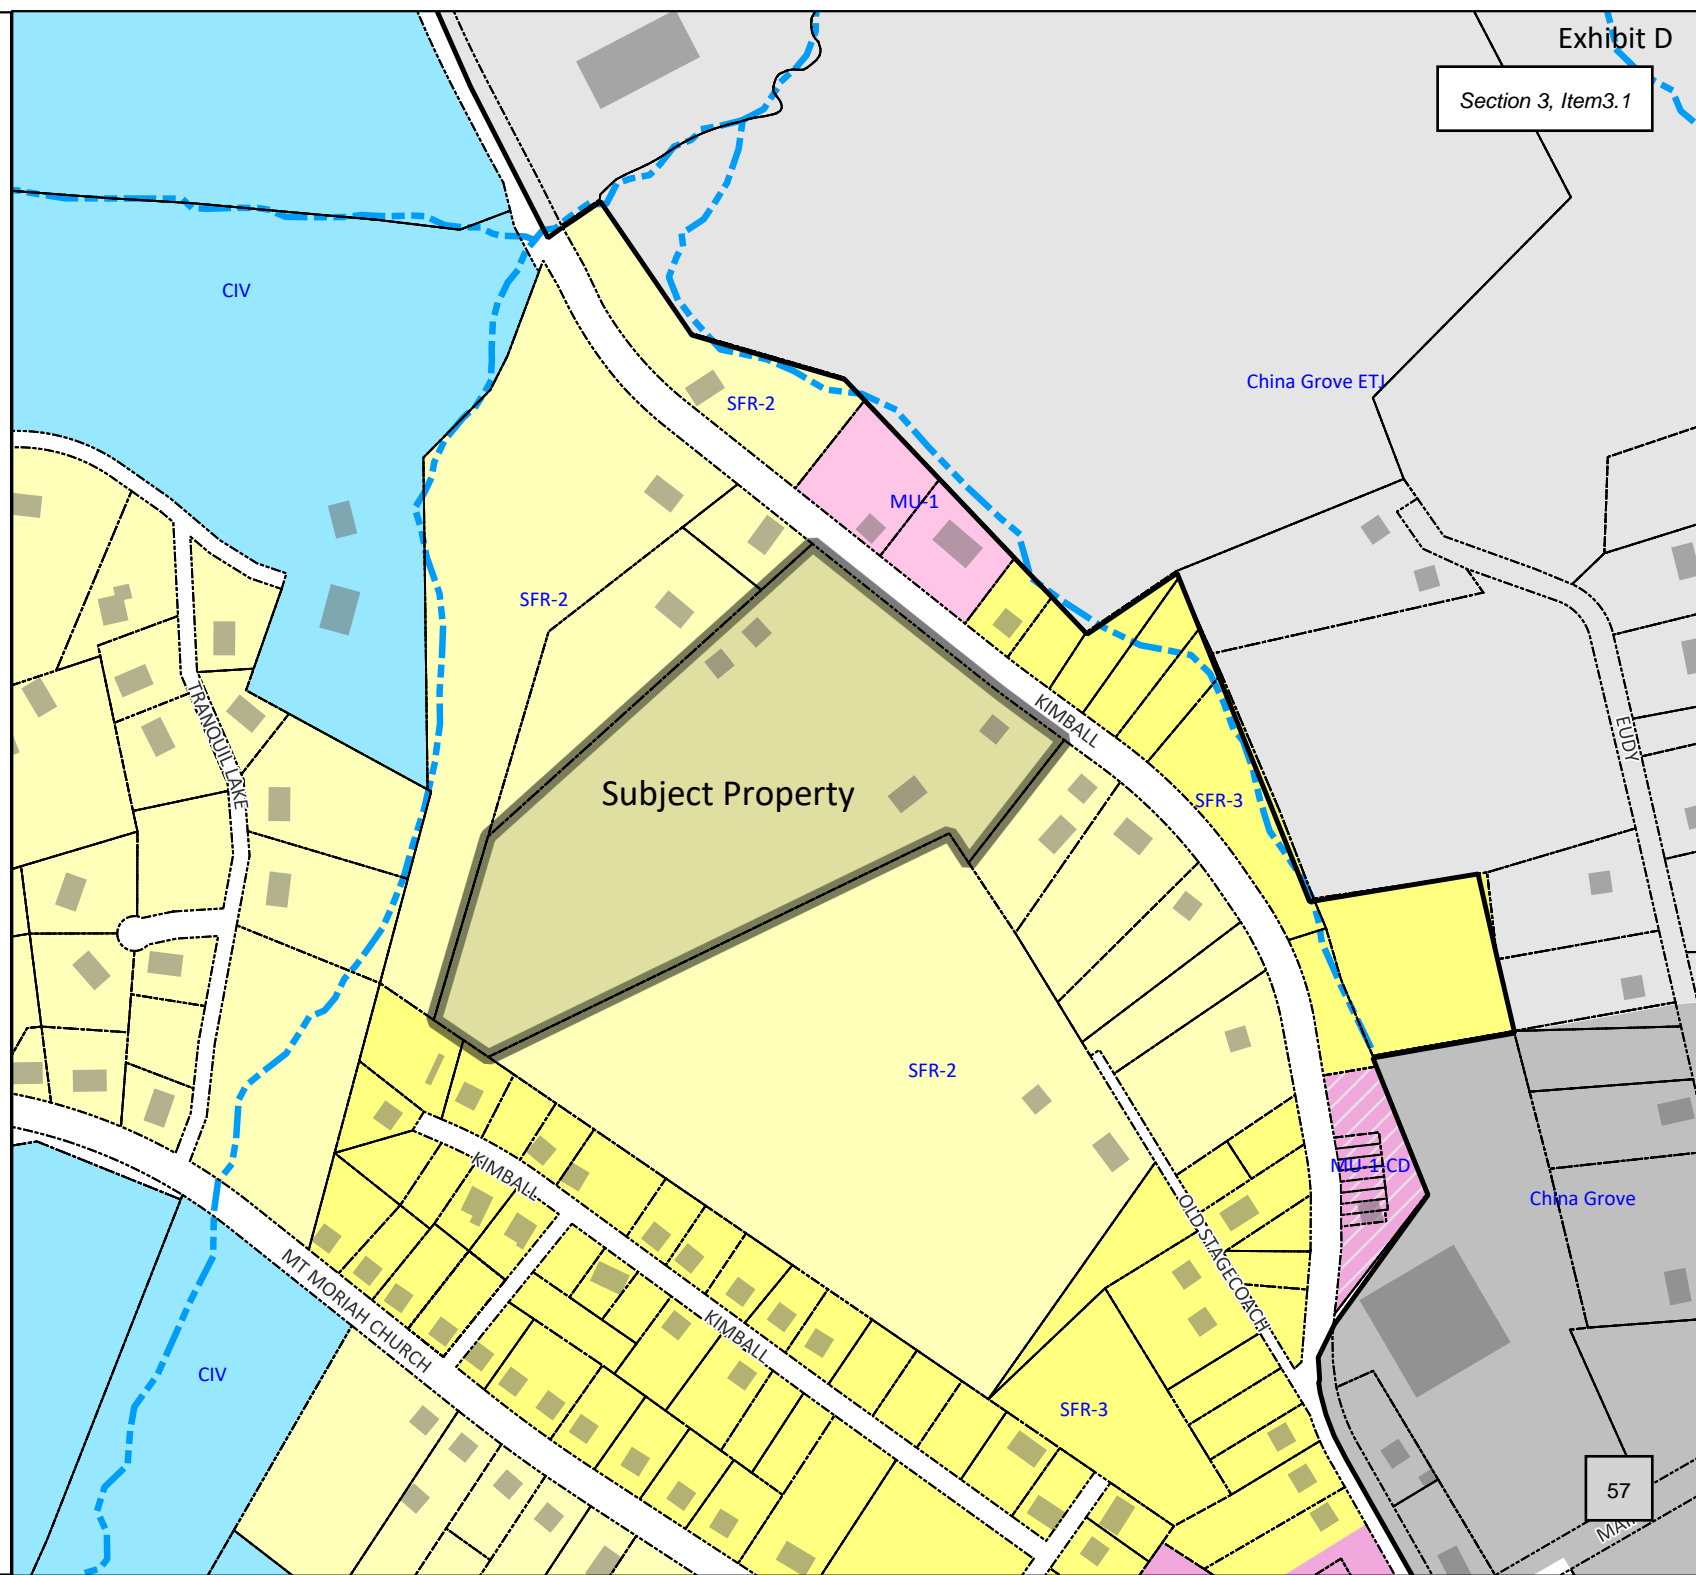 Exhibit D
Section 3, Item3.1
CIV
China Grove ETJ
SFR-2
MU-1
SFR-2
KIMBALL
EUDY
TRANQUIL LAKE
Subject Property
SFR-3
SFR-2
MU-1-CD
KIMBALL
China Grove
OLD STAGECOACH
MT MORIAH CHURCH
KIMBALL
CIV
SFR-3
57